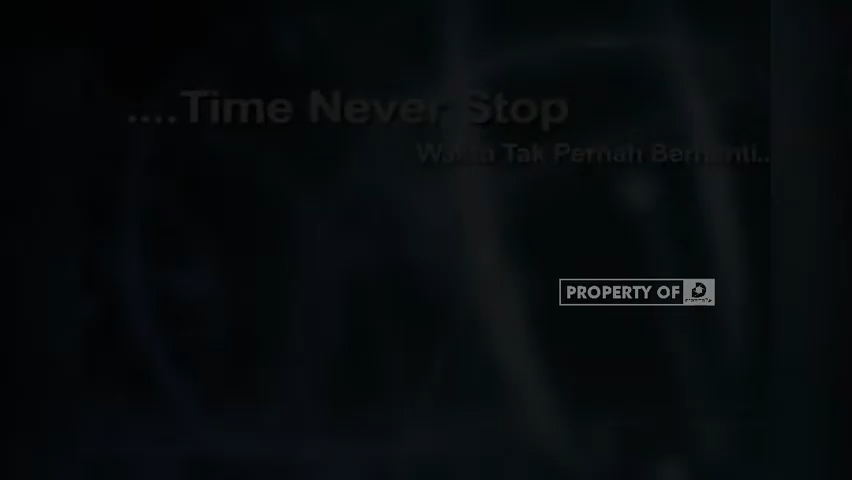 ....Time Never Stop
Waktu Tak Pernah Berhenti..
PROPERTY OF